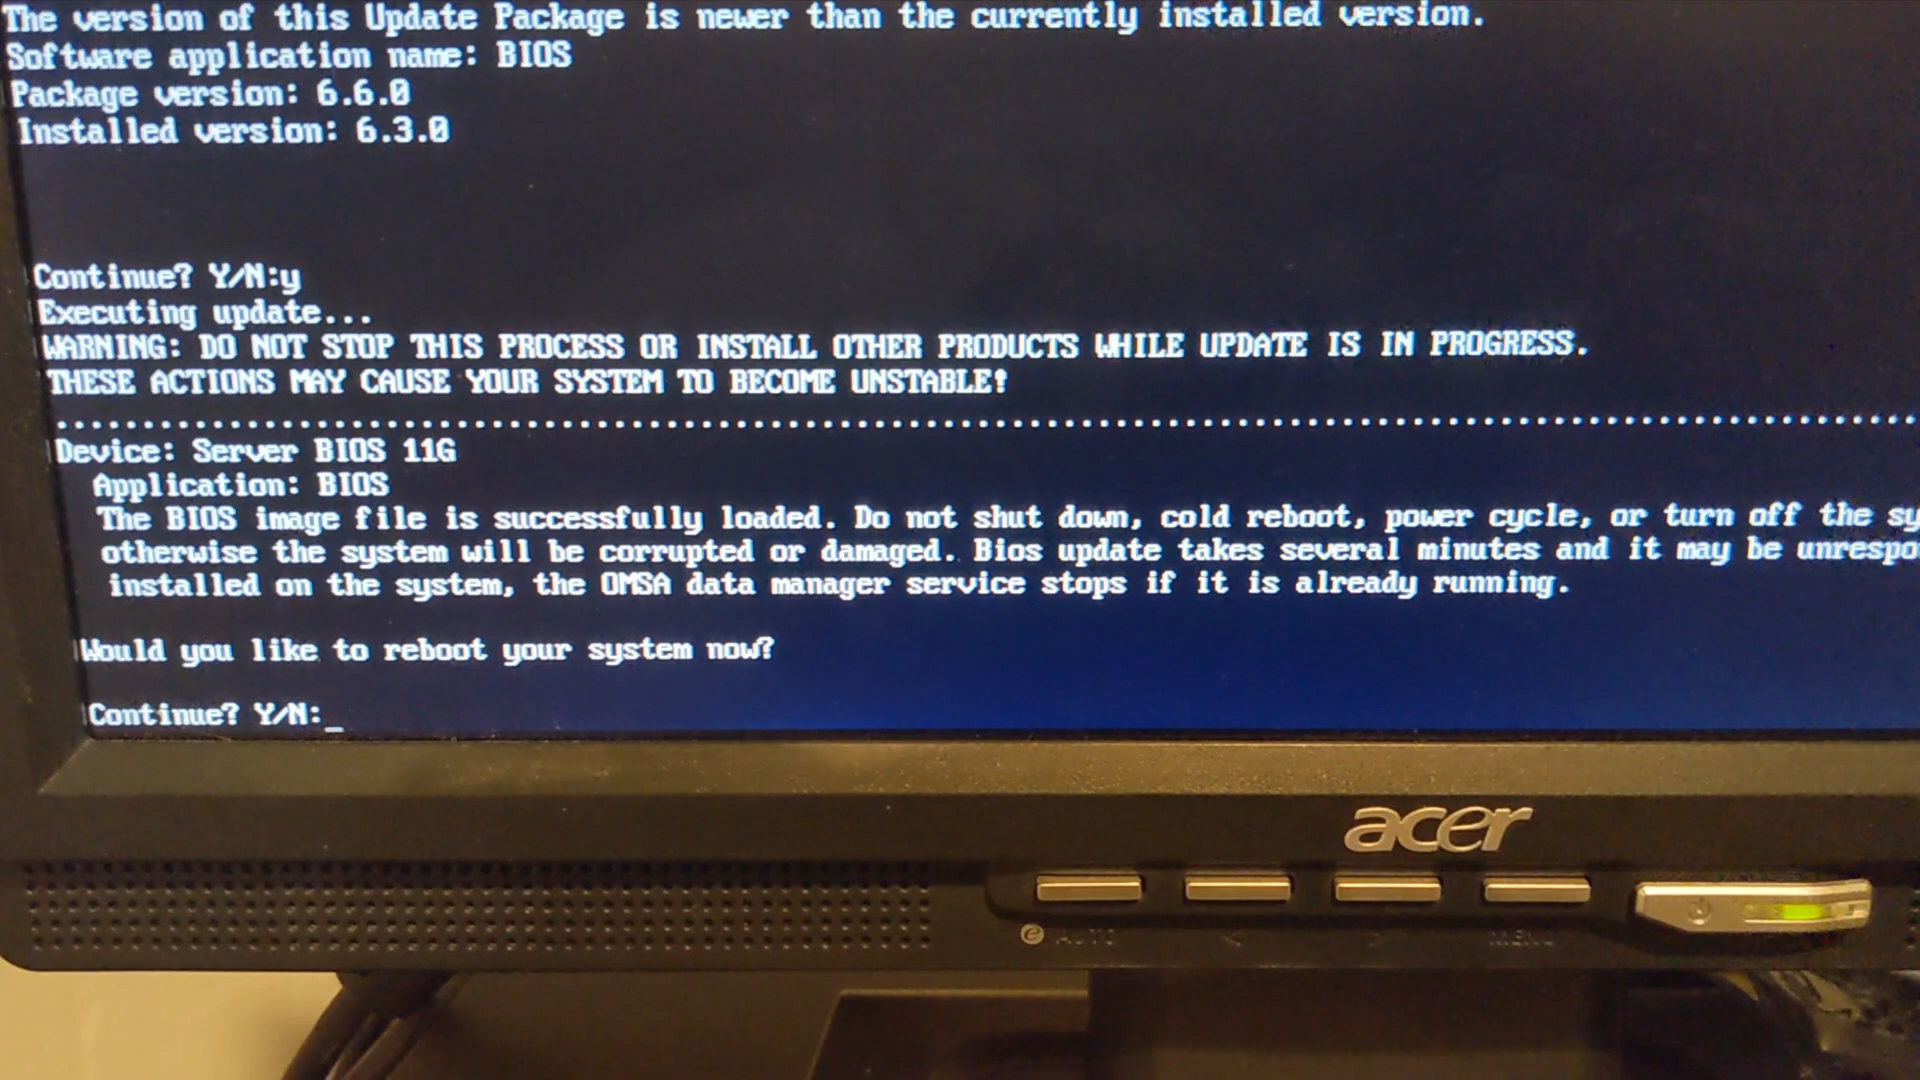 The version of this Update Package is newer than the currently installed version.
Software application name: BIOS
Package version: 6.6.0
Installed version: 6.3.0
Continue? Y/N:y
Executing update...
WARNING: DO NOT STOP THIS PROCESS OR INSTALL OTHER PRODUCTS WHILE UPDATE IS IN PROGRESS.
THESE ACTIONS MAY CAUSE YOUR SYSTEM TO BECOME UNSTABLE!
................................................................................
Device: Server BIOS 11G
Application: BIOS
The BIOS image file is successfully loaded. Do not shut down, cold reboot, power cycle, or turn off the sy
otherwise the system will be corrupted or damaged. Bios update takes several minutes and it may be unrespo
installed on the system, the OMSA data manager service stops if it is already running.
Would you like to reboot your system now?
Continue? Y/N:_
acer
e AUTO < > MENU